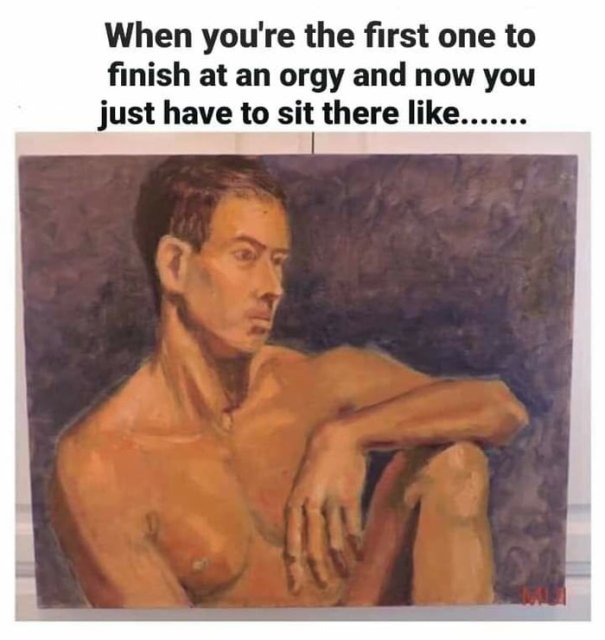 When you're the first one to
finish at an orgy and now you
just have to sit there like.......